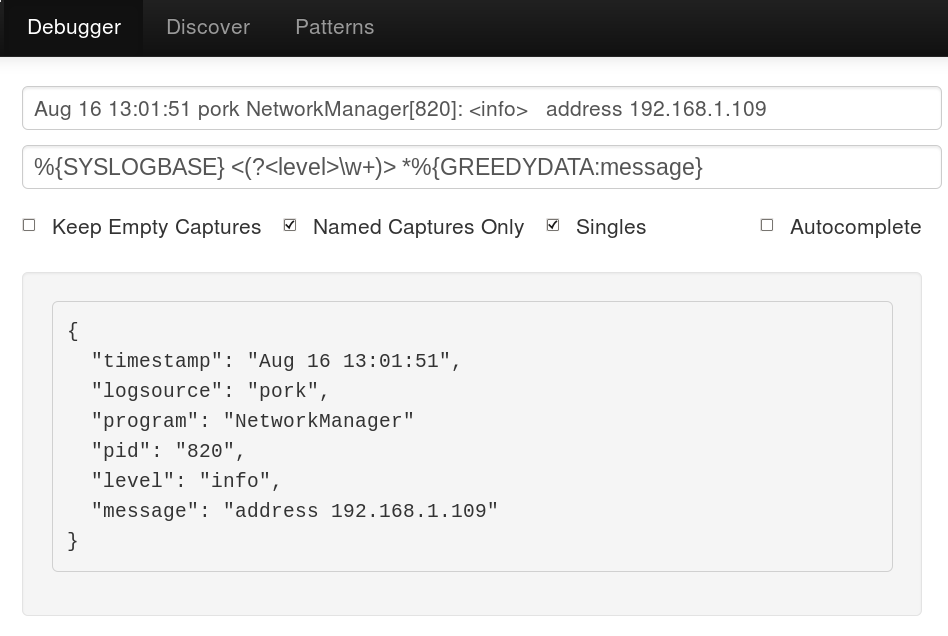 Debugger Discover Patterns
Aug 16 13:01:51 pork NetworkManager[820]: <info>   address 192.168.1.109
%{SYSLOGBASE} <(?<level>\w+)> *%{GREEDYDATA:message}
Keep Empty Captures Named Captures Only Singles Autocomplete
{
  "timestamp": "Aug 16 13:01:51",
  "logsource": "pork",
  "program": "NetworkManager"
  "pid": "820",
  "level": "info",
  "message": "address 192.168.1.109"
}